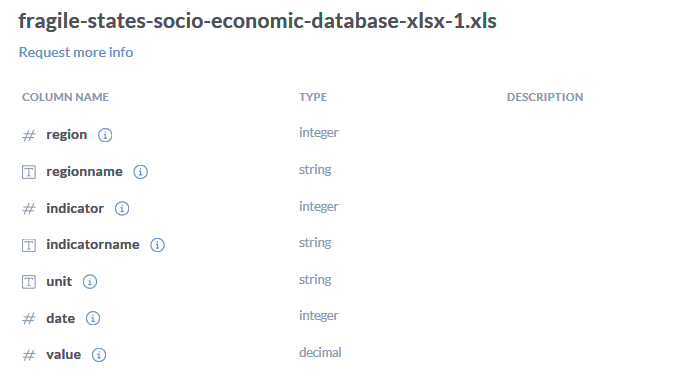 fragile-states-socio-economic-database-xlsx-1.xls
Request more info
COLUMN NAME TYPE DESCRIPTION
# region integer
T regionname string
# indicator integer
T indicatorname string
T unit string
# date integer
# value decimal